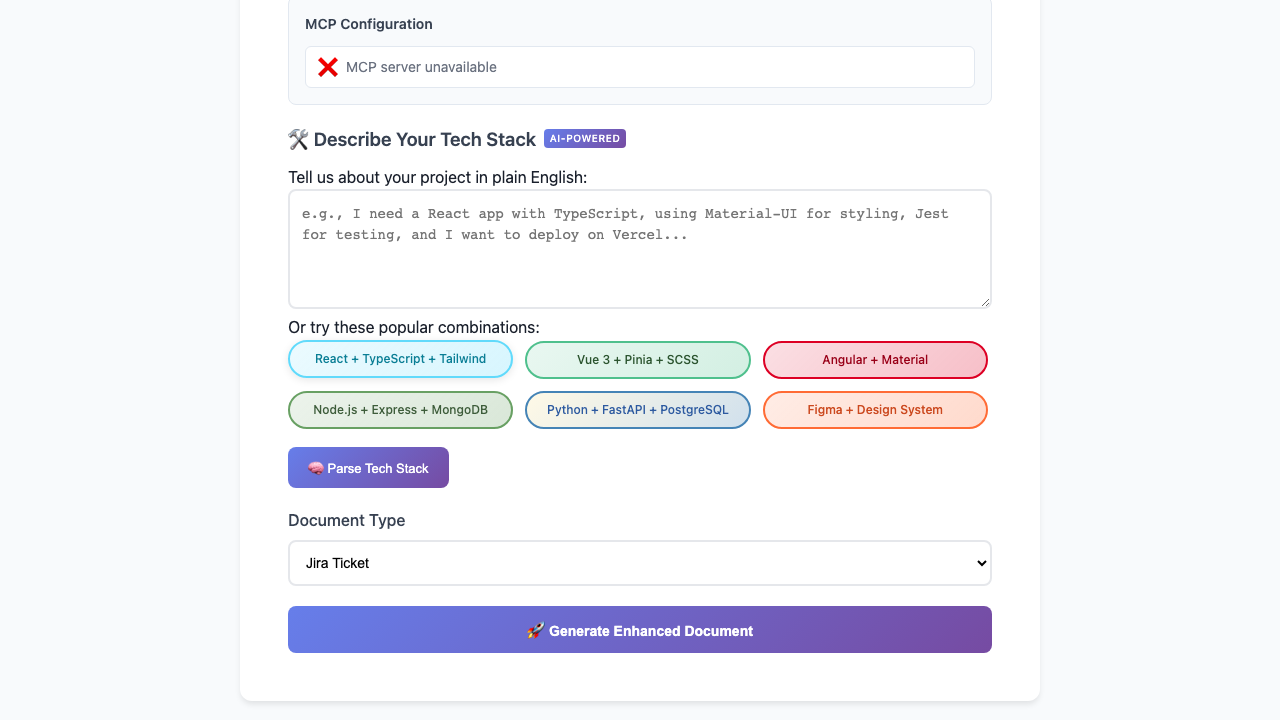 MCP Configuration
❌ MCP server unavailable
🛠️ Describe Your Tech Stack AI-POWERED
Tell us about your project in plain English:
e.g., I need a React app with TypeScript, using Material-UI for styling, Jest
for testing, and I want to deploy on Vercel...
Or try these popular combinations:
React + TypeScript + Tailwind
Vue 3 + Pinia + SCSS
Angular + Material
Node.js + Express + MongoDB
Python + FastAPI + PostgreSQL
Figma + Design System
🧠 Parse Tech Stack
Document Type
Jira Ticket
🚀 Generate Enhanced Document